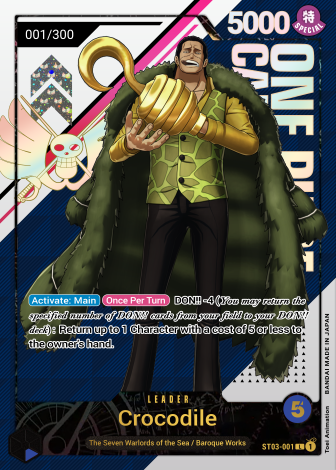 001/300
5000
特
SPECIAL
ONE PIECE
CA
Activate: Main Once Per Turn DON!! -4 (You may return the
specified number of DON!! cards from your field to your DON!!
deck) : Return up to 1 Character with a cost of 5 or less to
the owner's hand.
LEADER
Crocodile
The Seven Warlords of the Sea / Baroque Works
5
ST03-001 L 1
Toei Animation BANDAI MADE IN JAPAN